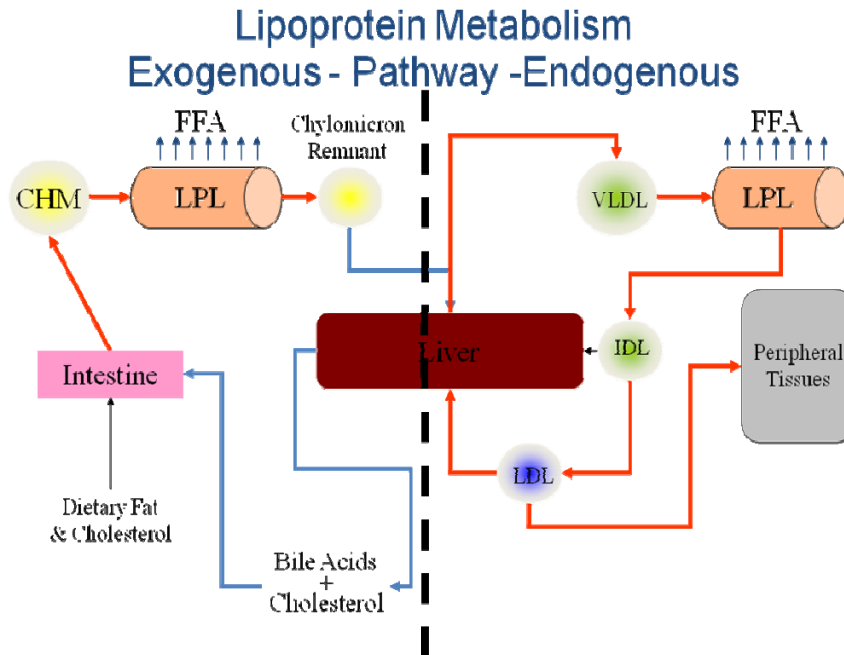 Lipoprotein Metabolism
Exogenous - Pathway -Endogenous
FFA
Chylomicron
Remnant
FFA
CHM
LPL
VLDL
LPL
Liver
IDL
Peripheral
Tissues
Intestine
LDL
Dietary Fat
& Cholesterol
Bile Acids
+
Cholesterol